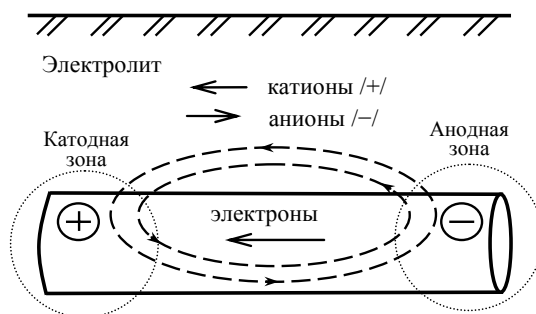 Электролит
катионы /+/
анионы /−/
Катодная
зона
Анодная
зона
+
электроны
−